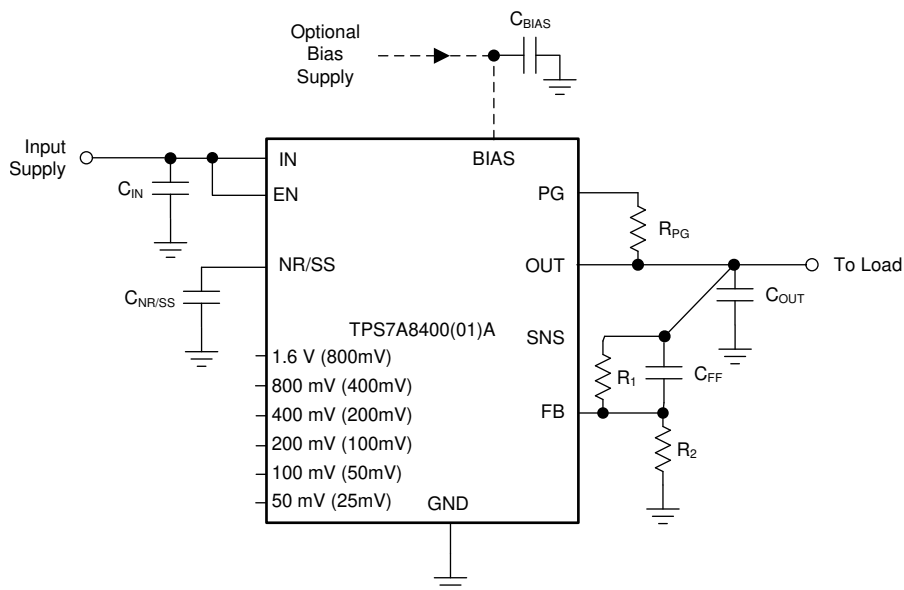 Optional
Bias
Supply
CBIAS
Input
Supply
CIN
IN
EN
BIAS
PG
RPG
NR/SS
CNR/SS
OUT
To Load
COUT
TPS7A8400(01)A
SNS
R1
CFF
FB
R2
1.6 V (800mV)
800 mV (400mV)
400 mV (200mV)
200 mV (100mV)
100 mV (50mV)
50 mV (25mV)
GND